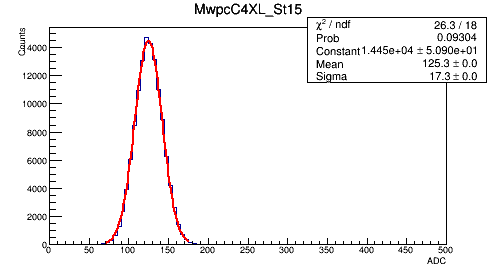 MwpcC4XL_St15
χ² / ndf 26.3 / 18
Prob 0.09304
Constant 1.445e+04 ± 5.090e+01
Mean 125.3 ± 0.0
Sigma 17.3 ± 0.0
Counts
14000
12000
10000
8000
6000
4000
2000
0
0 50 100 150 200 250 300 350 400 450 500
ADC